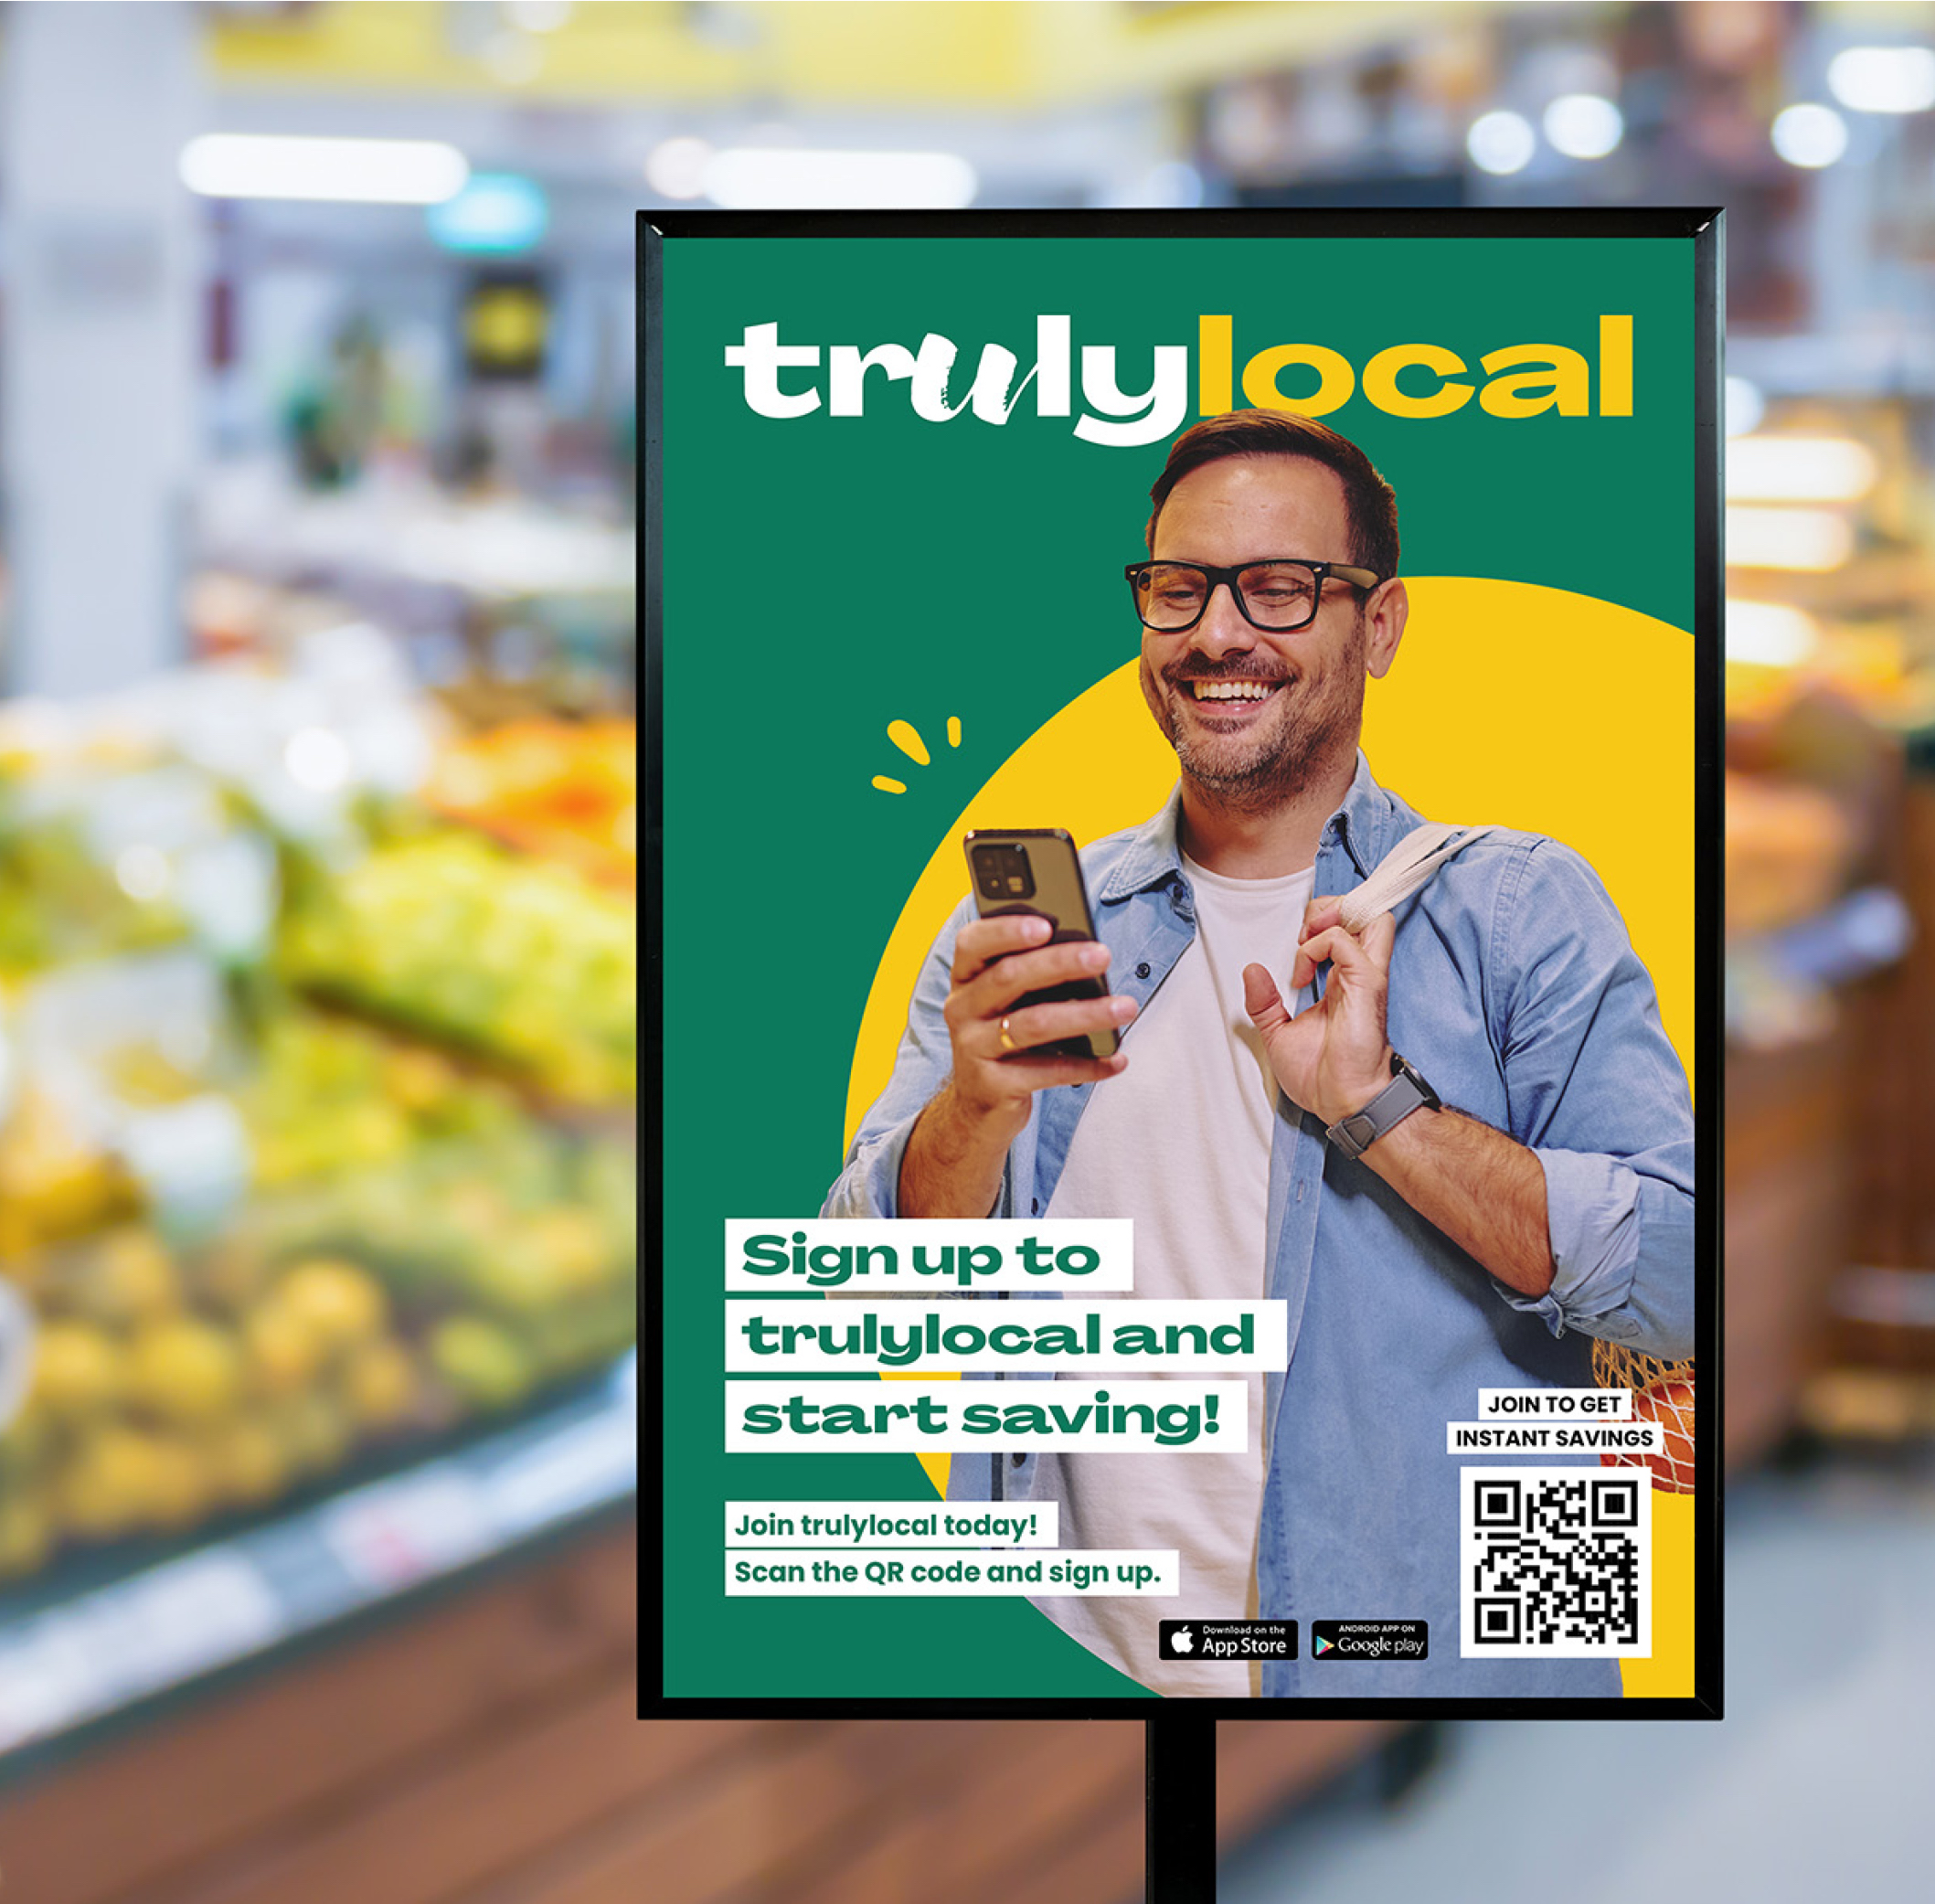 trulylocal
Sign up to
trulylocal and
start saving!
JOIN TO GET
INSTANT SAVINGS
Join trulylocal today!
Scan the QR code and sign up.
Download on the
App Store
ANDROID APP ON
Google play